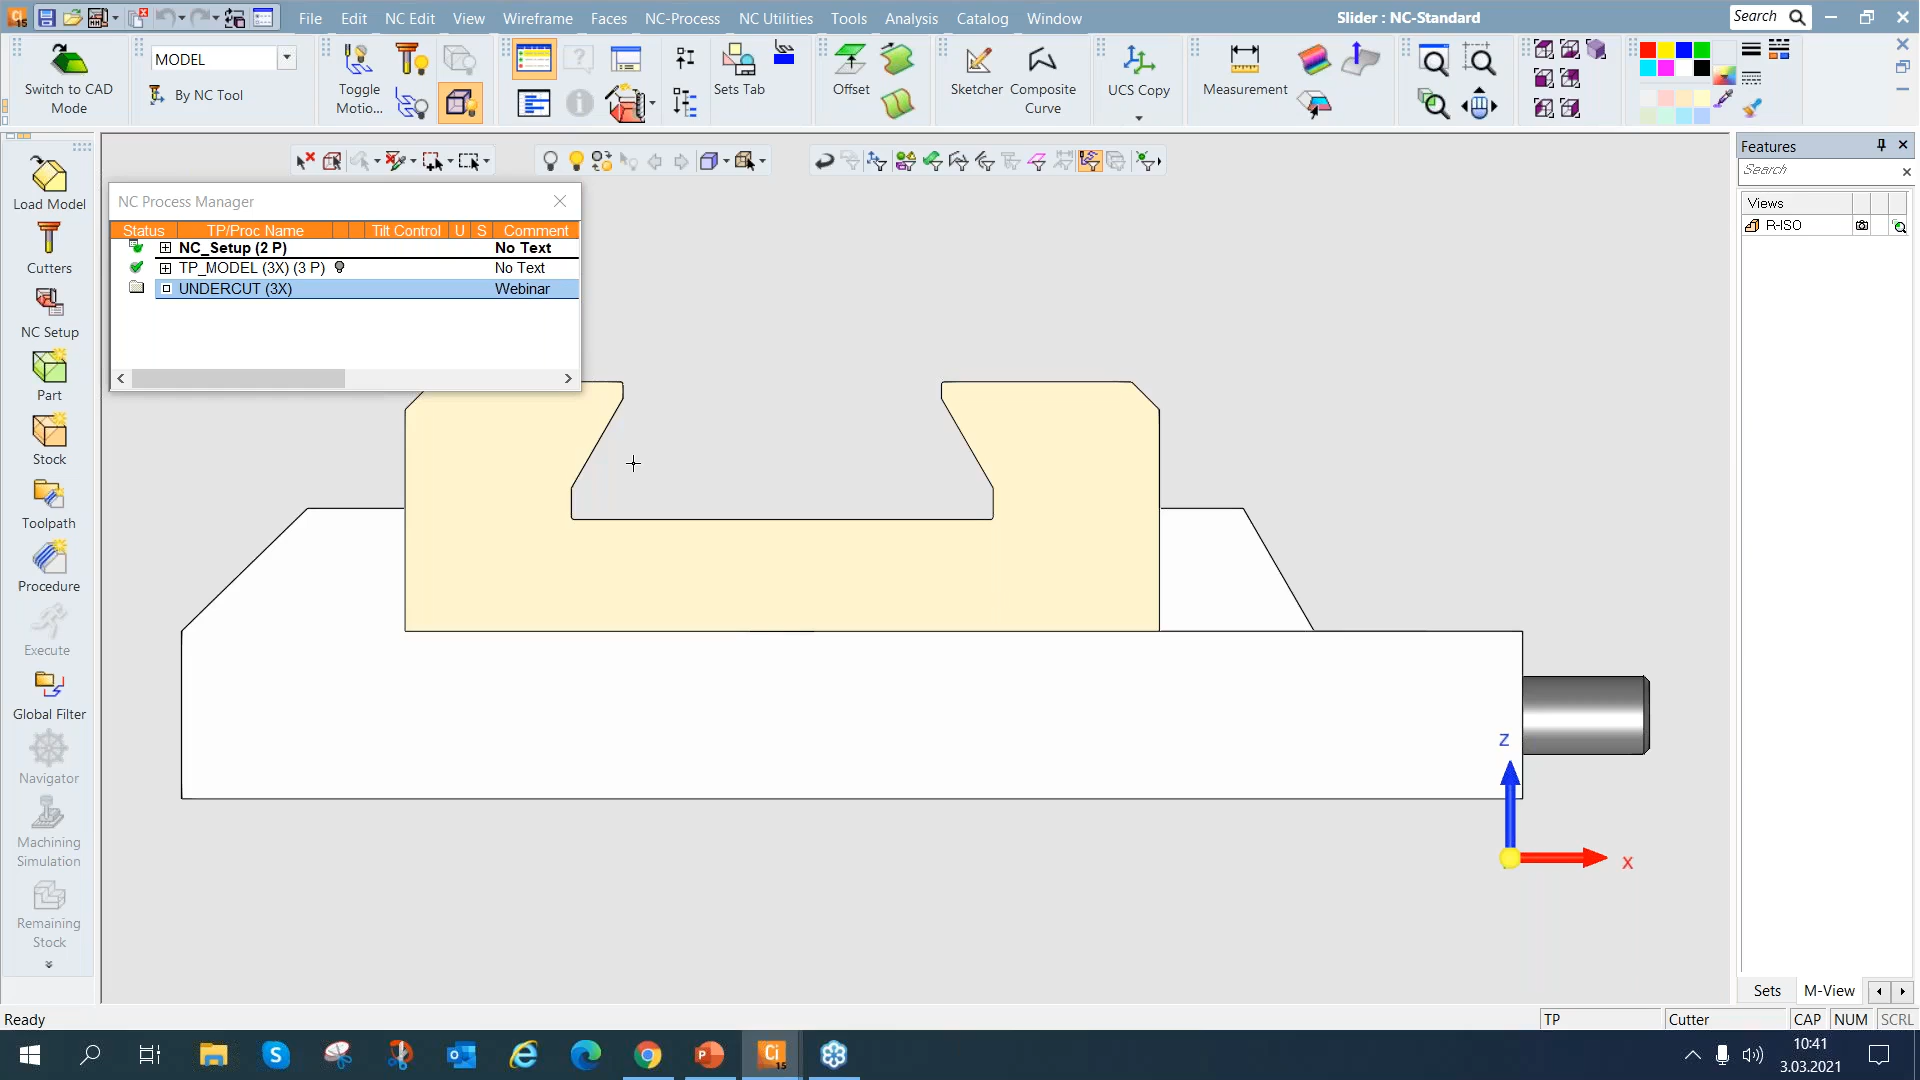 File Edit NC Edit View Wireframe Faces NC-Process NC Utilities Tools Analysis Catalog Window
Slider : NC-Standard
Search
Switch to CAD
Mode
MODEL
By NC Tool
Toggle
Motio...
Sets Tab
Offset
Sketcher
Composite
Curve
UCS Copy
Measurement
Load Model
Cutters
NC Setup
Part
Stock
Toolpath
Procedure
Execute
Global Filter
Navigator
Machining
Simulation
Remaining
Stock
NC Process Manager
Status TP/Proc Name Tilt Control U S Comment
NC_Setup (2 P) No Text
TP_MODEL (3X) (3 P) No Text
UNDERCUT (3X) Webinar
Z
X
Features
Search
Views
R-ISO
Sets M-View
Ready
TP Cutter CAP NUM SCRL
10:41
3.03.2021